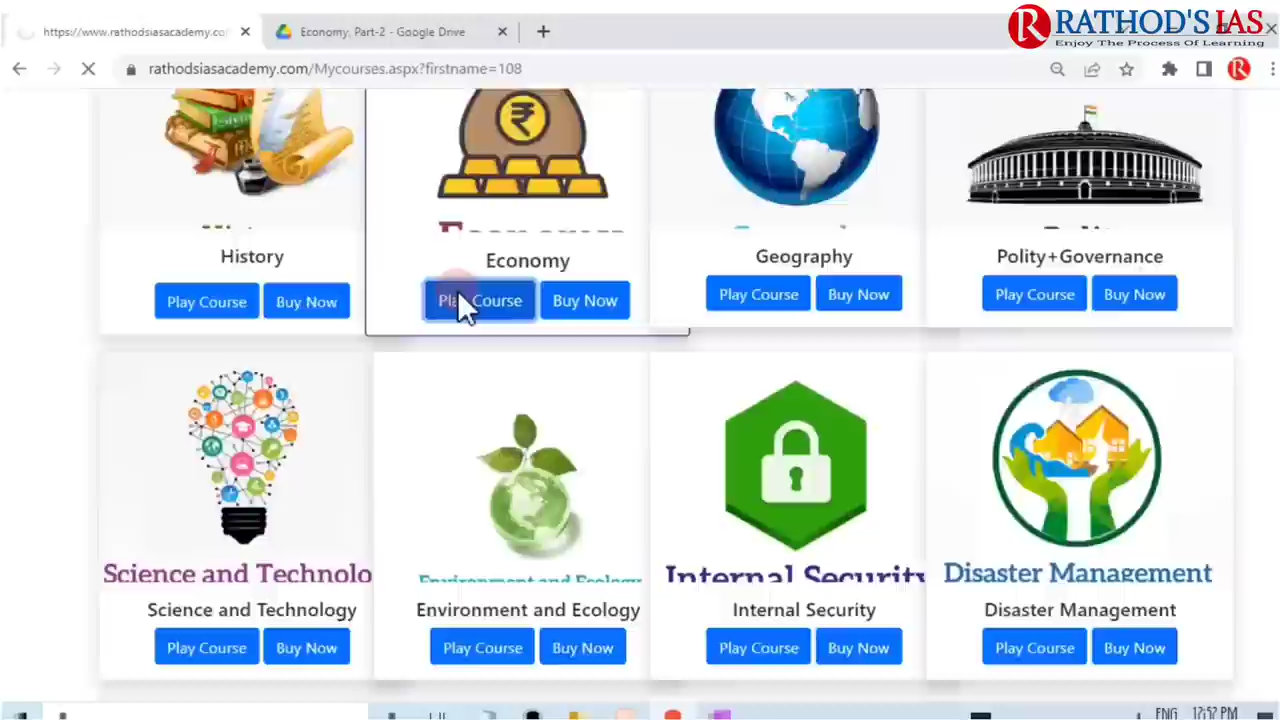 https://www.rathodsiasacademy.co
Economy, Part-2 - Google Drive
RATHOD'S IAS
Enjoy The Process Of Learning
rathodsiasacademy.com/Mycourses.aspx?firstname=108
History
Economy
Geography
Polity+Governance
Play Course Buy Now
Play Course Buy Now
Play Course Buy Now
Play Course Buy Now
Science and Technolo
Internal Security
Disaster Management
Environment and Ecology
Science and Technology
Environment and Ecology
Internal Security
Disaster Management
Play Course Buy Now
Play Course Buy Now
Play Course Buy Now
Play Course Buy Now
ENG 12:52 PM